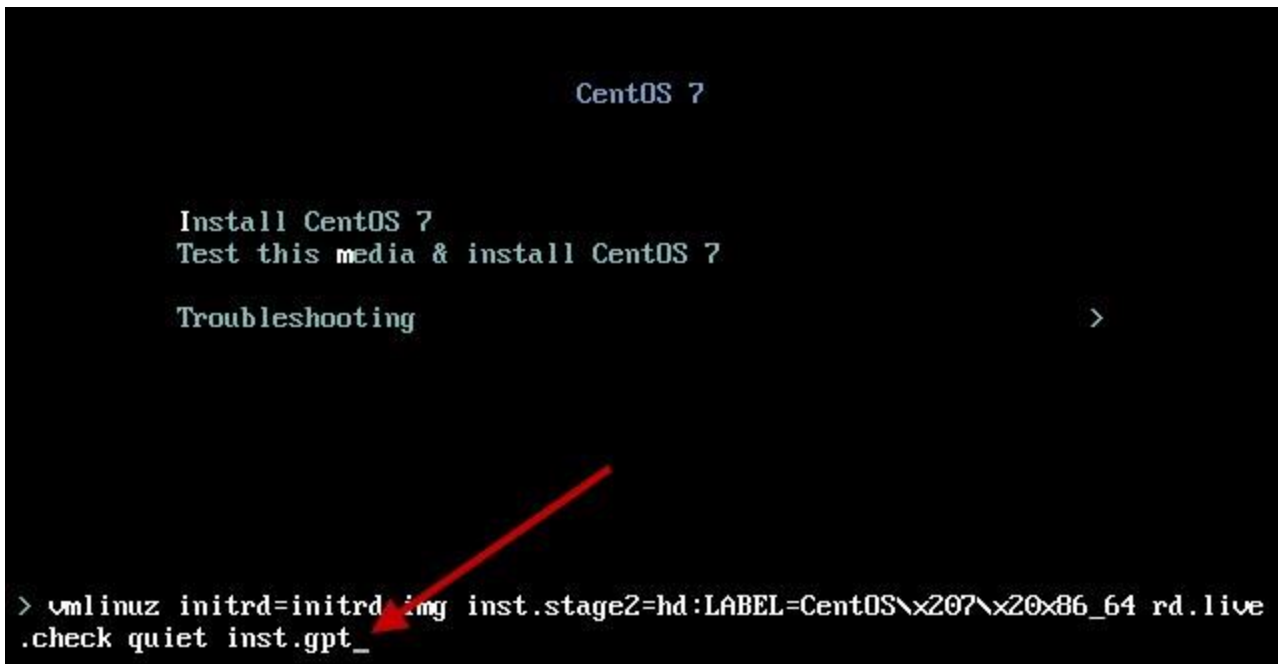 CentOS 7
Install CentOS 7
Test this media & install CentOS 7
Troubleshooting >
> vmlinuz initrd=initrd.img inst.stage2=hd:LABEL=CentOS\x207\x20x86_64 rd.live
.check quiet inst.gpt_